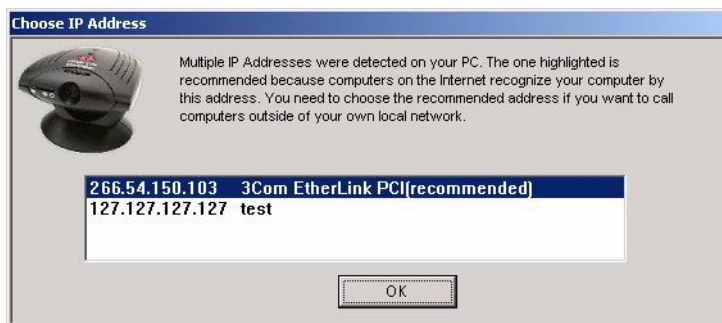 Choose IP Address
Multiple IP Addresses were detected on your PC. The one highlighted is
recommended because computers on the Internet recognize your computer by
this address. You need to choose the recommended address if you want to call
computers outside of your own local network.
266.54.150.103 3Com EtherLink PCI(recommended)
127.127.127.127 test
OK